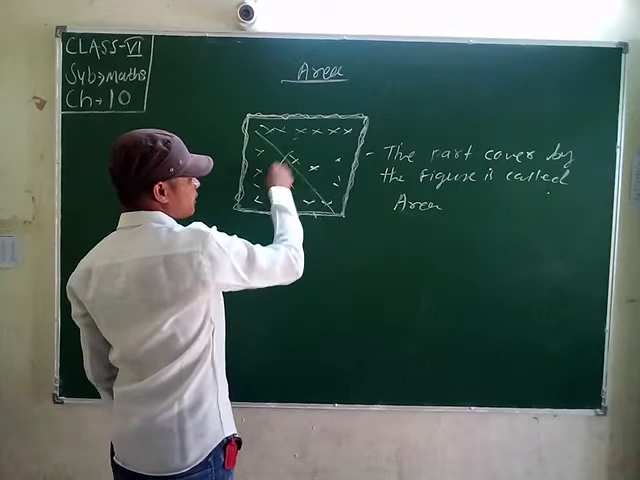 CLASS-VI
Sub→maths
Ch→10
Area
- The part cover by
the figure is called
Area